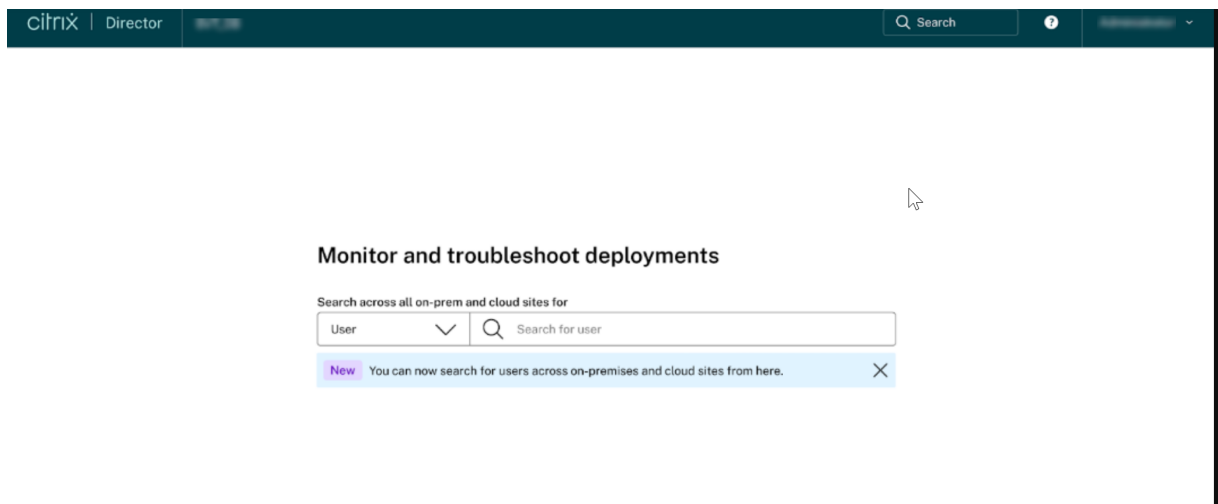 citrix | Director
Search
?
Monitor and troubleshoot deployments
Search across all on-prem and cloud sites for
User
Search for user
New You can now search for users across on-premises and cloud sites from here.